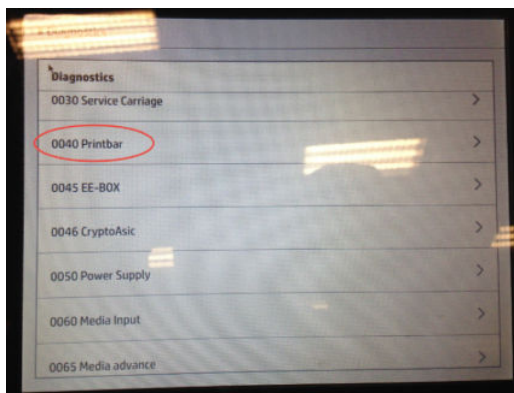 Diagnostics
0030 Service Carriage
0040 Printbar
0045 EE-BOX
0046 CryptoAsic
0050 Power Supply
0060 Media Input
0065 Media advance